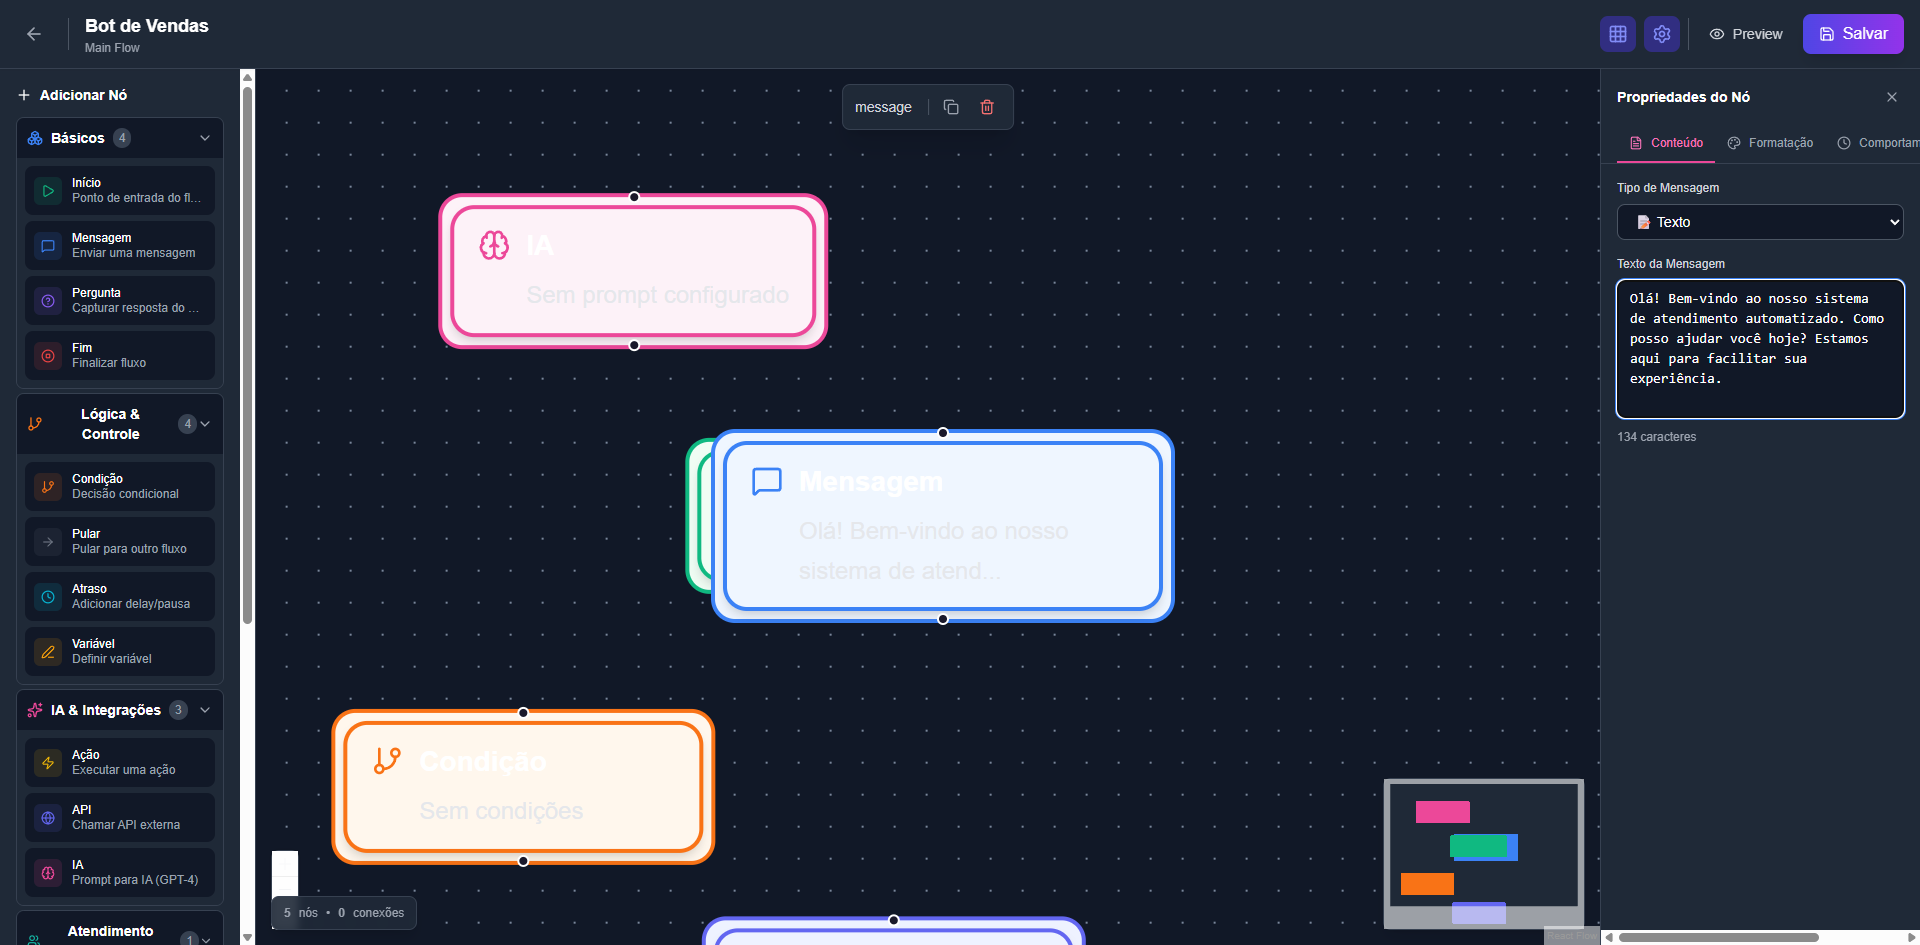 Bot de Vendas
Main Flow
Preview
Salvar
Adicionar Nó
Básicos 4
Início
Ponto de entrada do fl...
Mensagem
Enviar uma mensagem
Pergunta
Capturar resposta do ...
Fim
Finalizar fluxo
Lógica &
Controle
4
Condição
Decisão condicional
Pular
Pular para outro fluxo
Atraso
Adicionar delay/pausa
Variável
Definir variável
IA & Integrações 3
Ação
Executar uma ação
API
Chamar API externa
IA
Prompt para IA (GPT-4)
Atendimento
1
message
IA
Sem prompt configurado
Mensagem
Olá! Bem-vindo ao nosso
sistema de atend...
Condição
Sem condições
5 nós • 0 conexões
React Flow
Propriedades do Nó
Conteúdo
Formatação
Comportam
Tipo de Mensagem
Texto
Texto da Mensagem
Olá! Bem-vindo ao nosso sistema
de atendimento automatizado. Como
posso ajudar você hoje? Estamos
aqui para facilitar sua
experiência.
134 caracteres